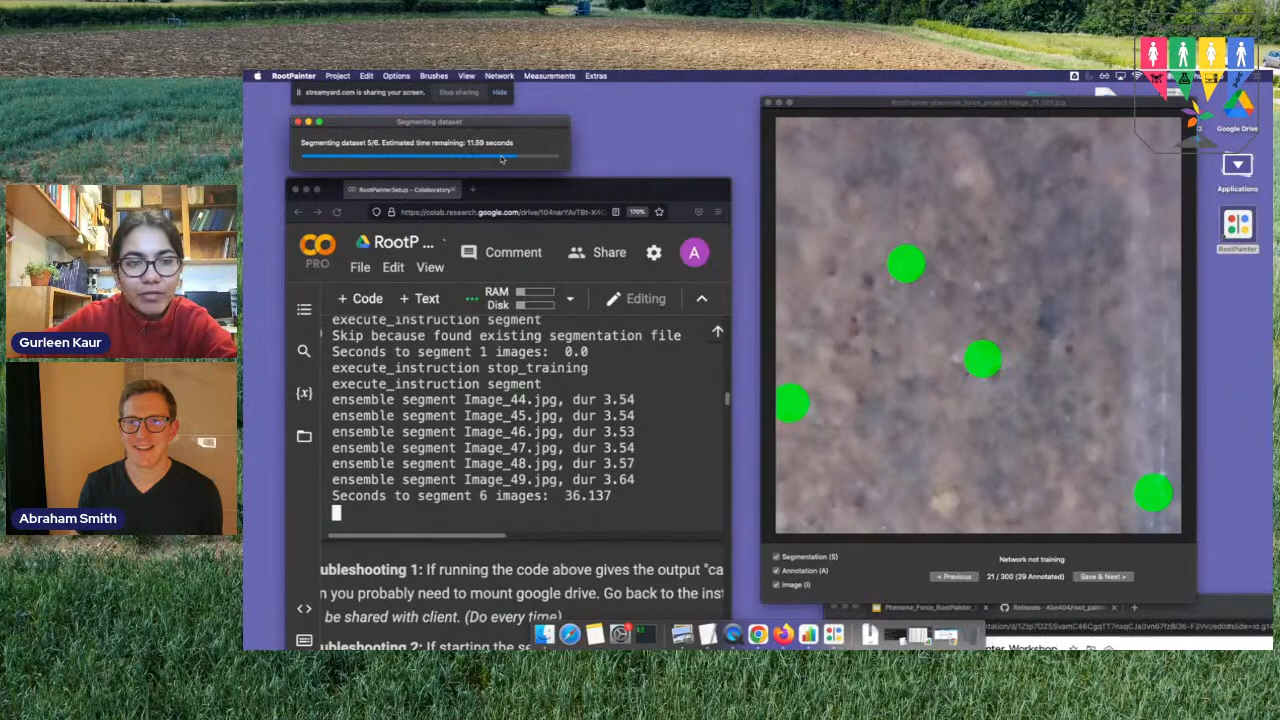 RootPainter Project Edit Options Brushes View Network Measurements Extras
streamyard.com is sharing your screen. Stop sharing Hide
Segmenting dataset
Segmenting dataset 5/6. Estimated time remaining: 11.59 seconds
RootPainterSetup - Colaboratory
170%
Google Drive
Applications
RootPainter
CO
PRO
RootP ...
Comment Share A
File Edit View
+ Code + Text RAM Disk Editing
execute_instruction segment
Skip because found existing segmentation file
Seconds to segment 1 images: 0.0
execute_instruction stop_training
execute_instruction segment
ensemble segment Image_44.jpg, dur 3.54
ensemble segment Image_45.jpg, dur 3.54
ensemble segment Image_46.jpg, dur 3.53
ensemble segment Image_47.jpg, dur 3.54
ensemble segment Image_48.jpg, dur 3.57
ensemble segment Image_49.jpg, dur 3.64
Seconds to segment 6 images: 36.137
ubleshooting 1: If running the code above gives the output "ca
n you probably need to mount google drive. Go back to the inst
be shared with client. (Do every time)
ubleshooting 2: If starting the se
Segmentation (S)
Annotation (A)
Image (I)
Network not training
< Previous 21 / 300 (29 Annotated) Save & Next >
Phenome_Force_RootPainter_ Releases · Abe404/root_pain
Gurleen Kaur
Abraham Smith